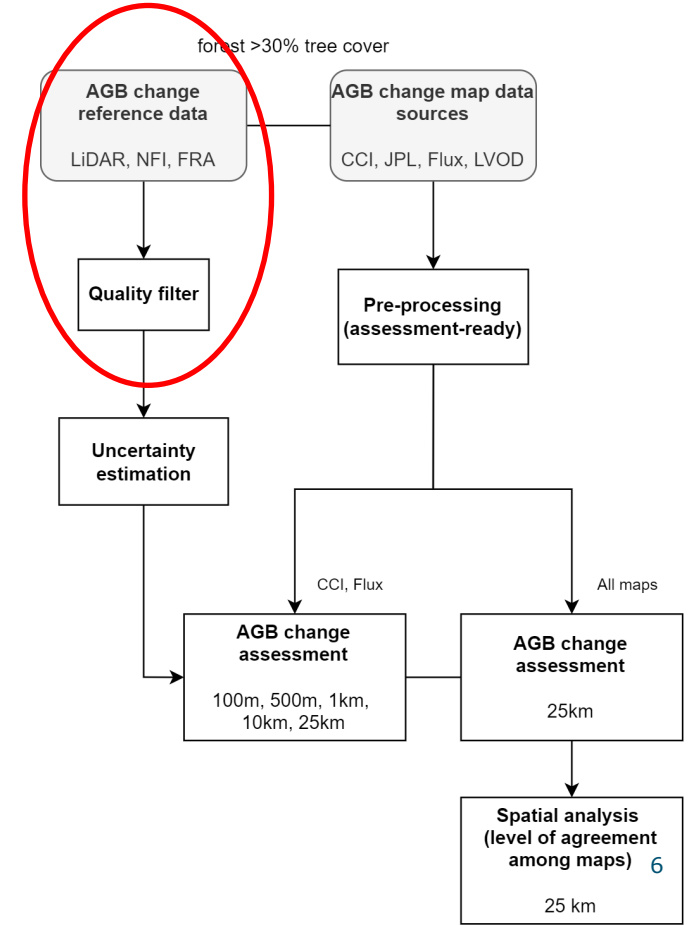 forest >30% tree cover
AGB change
reference data
LiDAR, NFI, FRA
AGB change map data
sources
CCI, JPL, Flux, LVOD
Quality filter
Pre-processing
(assessment-ready)
Uncertainty
estimation
CCI, Flux
All maps
AGB change
assessment
100m, 500m, 1km,
10km, 25km
AGB change
assessment
25km
Spatial analysis
(level of agreement
among maps)
6
25 km